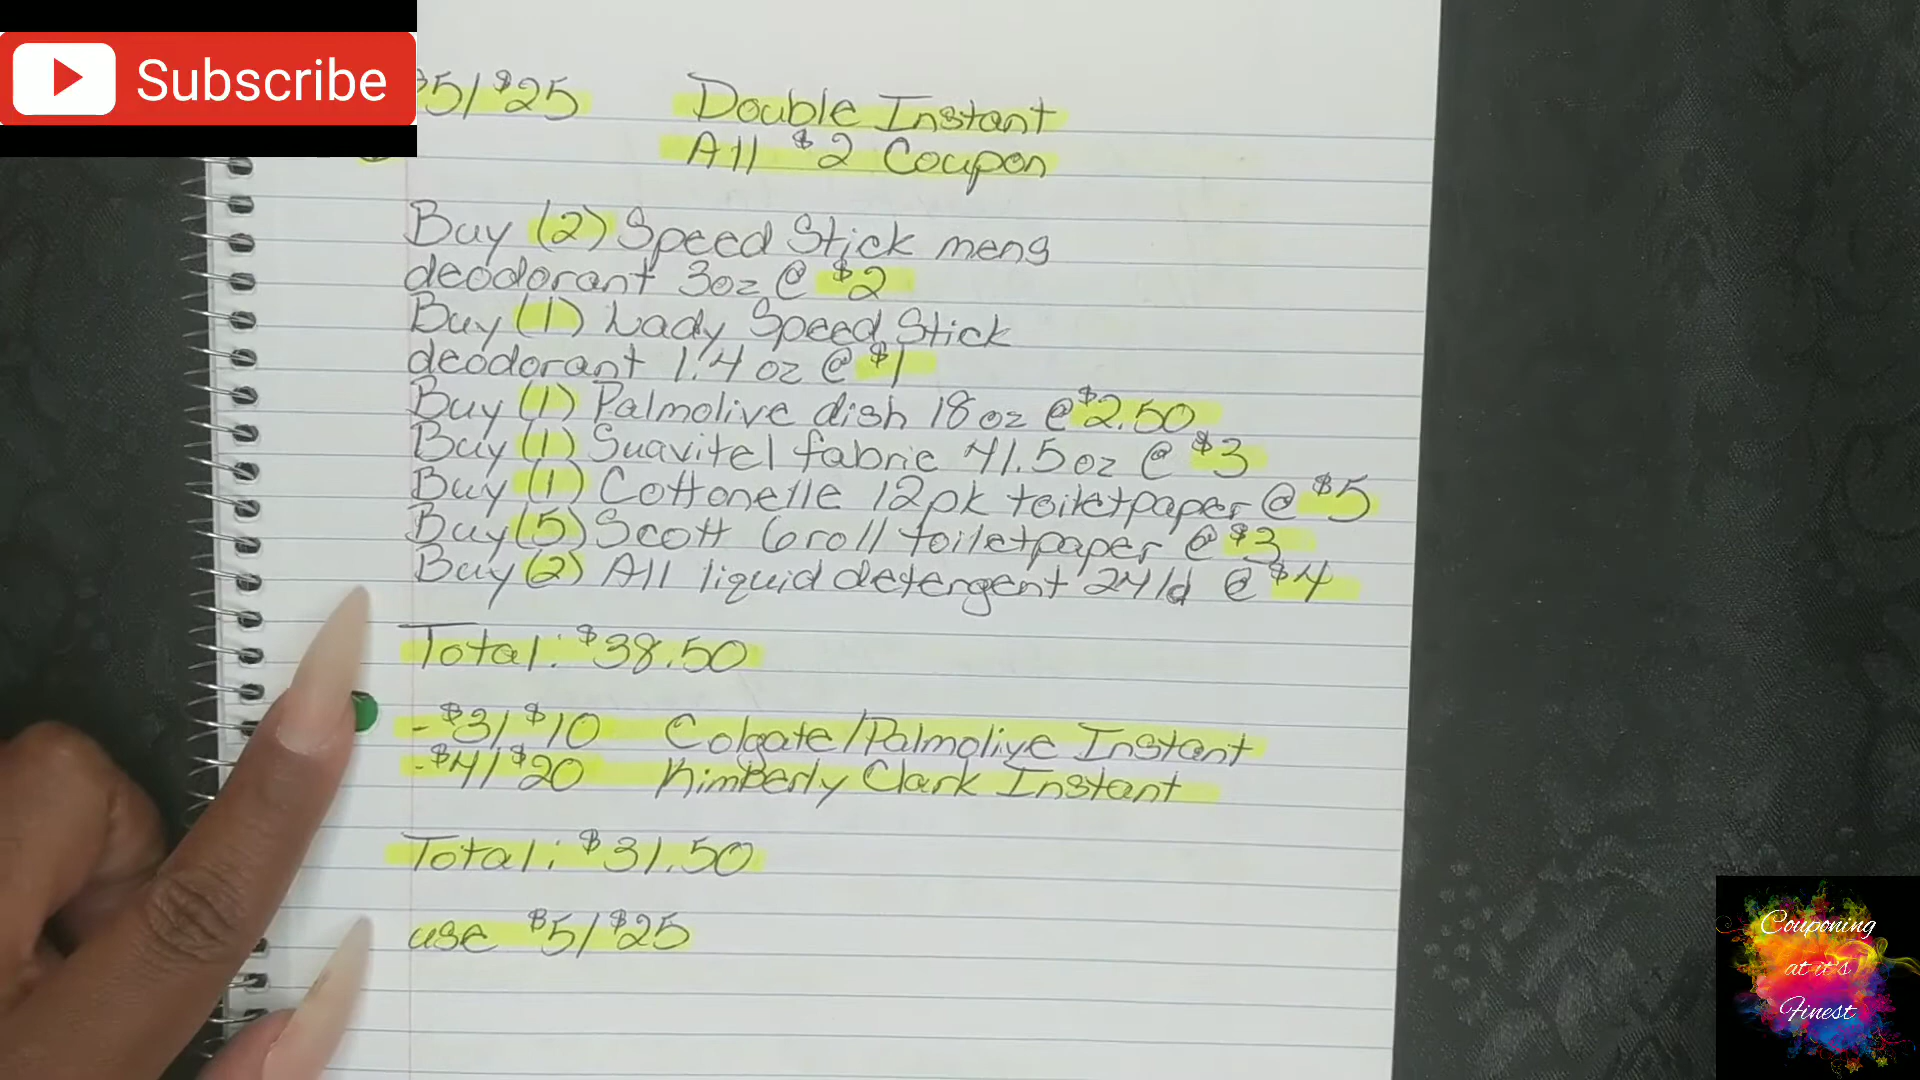 Subscribe
$5/$25 Double Instant
All $2 Coupon
Buy (2) Speed Stick mens
deodorant 3oz @ $2
Buy (1) Lady Speed Stick
deodorant 1.4 oz @ $1
Buy (1) Palmolive dish 18 oz @ $2.50
Buy (1) Suavitel fabric 41.5oz @ $3
Buy (1) Cottonelle 12pk toiletpaper @ $5
Buy (5) Scott 6roll toiletpaper @ $3
Buy (2) All liquid detergent 24ld @ $4
Total: $38.50
-$3/$10 Colgate/Palmolive Instant
-$4/$20 Kimberly Clark Instant
Total: $31.50
use $5/$25
Couponing
at it's
Finest